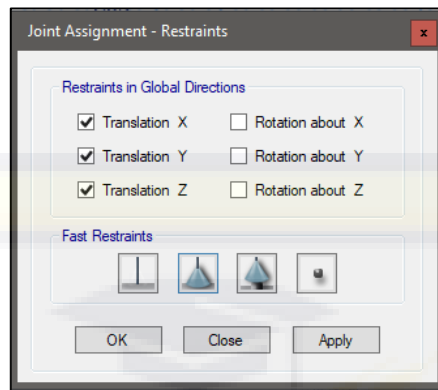 Joint Assignment - Restraints
x
Restraints in Global Directions
Translation X Rotation about X
Translation Y Rotation about Y
Translation Z Rotation about Z
Fast Restraints
OK Close Apply